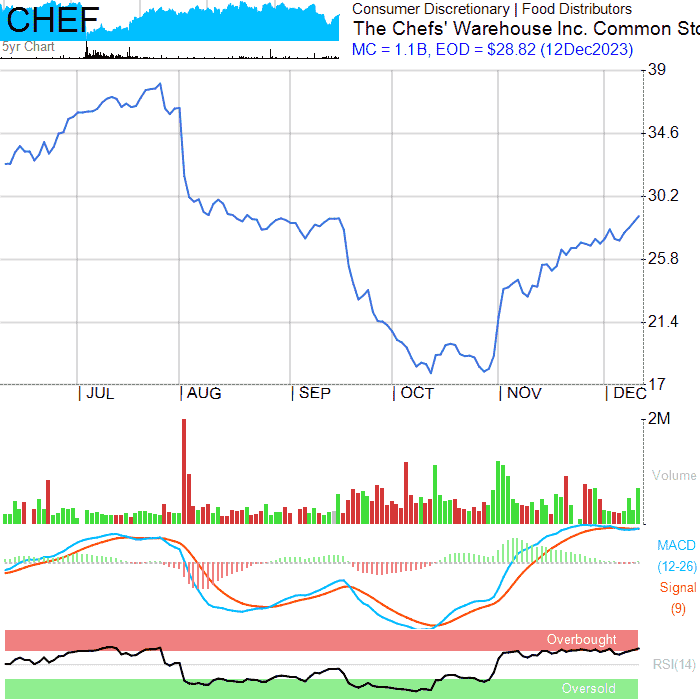 CHEF
5yr Chart
Consumer Discretionary | Food Distributors
The Chefs' Warehouse Inc. Common Sto
MC = 1.1B, EOD = $28.82 (12Dec2023)
39
34.6
30.2
25.8
21.4
17
| JUL | AUG | SEP | OCT | NOV | DEC
2M
Volume
MACD
(12-26)
Signal
(9)
Overbought
RSI(14)
Oversold